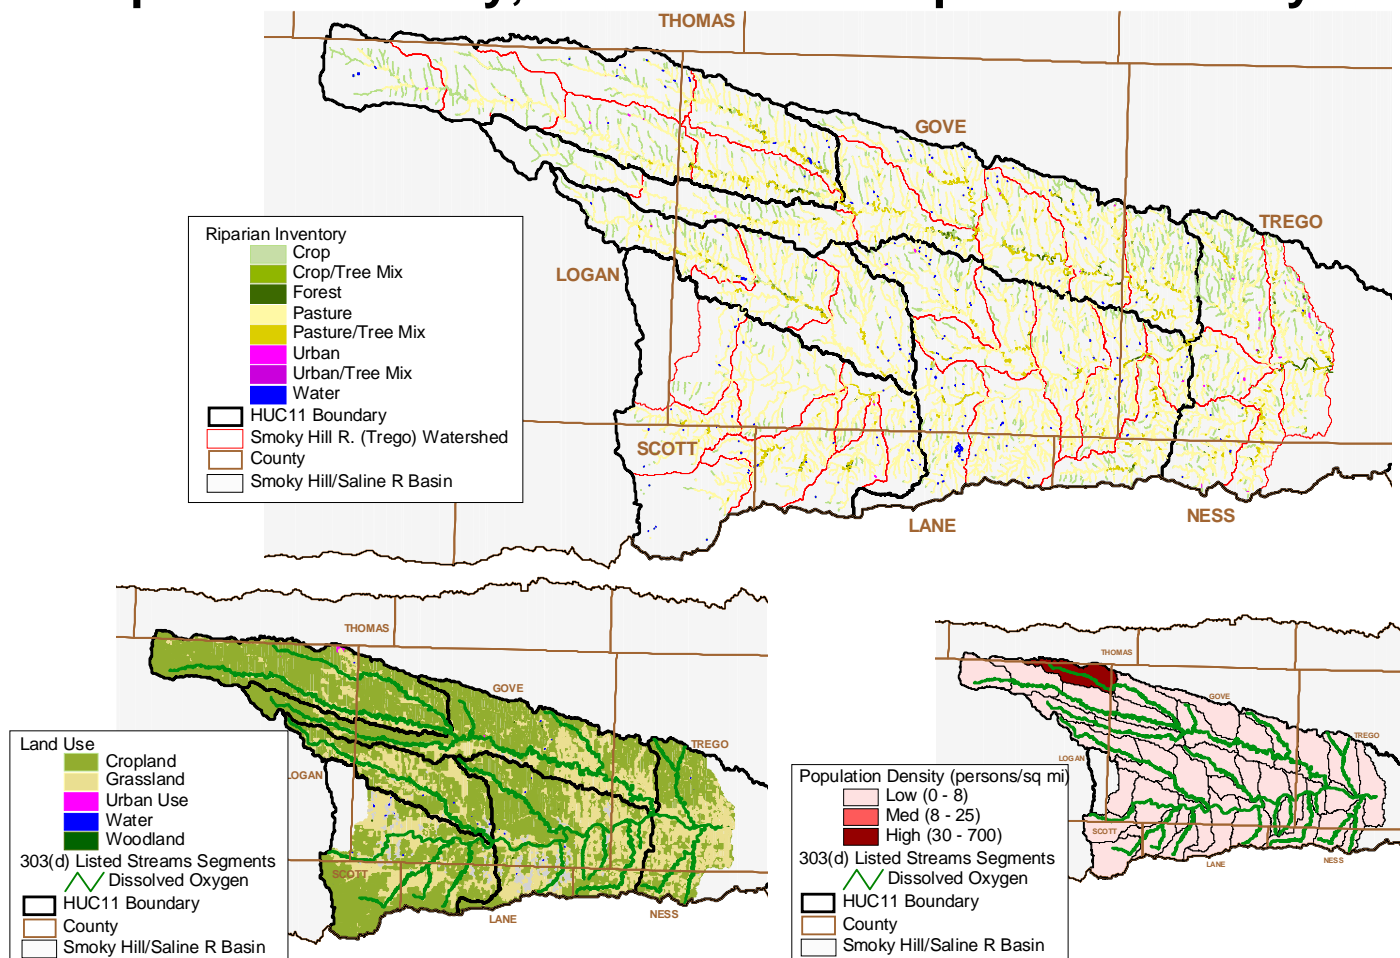 THOMAS
GOVE
TREGO
LOGAN
SCOTT
LANE
NESS
Riparian Inventory
Crop
Crop/Tree Mix
Forest
Pasture
Pasture/Tree Mix
Urban
Urban/Tree Mix
Water
HUC11 Boundary
Smoky Hill R. (Trego) Watershed
County
Smoky Hill/Saline R Basin
THOMAS
GOVE
TREGO
LOGAN
SCOTT
LANE
NESS
Land Use
Cropland
Grassland
Urban Use
Water
Woodland
303(d) Listed Streams Segments
Dissolved Oxygen
HUC11 Boundary
County
Smoky Hill/Saline R Basin
THOMAS
GOVE
TREGO
LOGAN
SCOTT
LANE
NESS
Population Density (persons/sq mi)
Low (0 - 8)
Med (8 - 25)
High (30 - 700)
303(d) Listed Streams Segments
Dissolved Oxygen
HUC11 Boundary
County
Smoky Hill/Saline R Basin